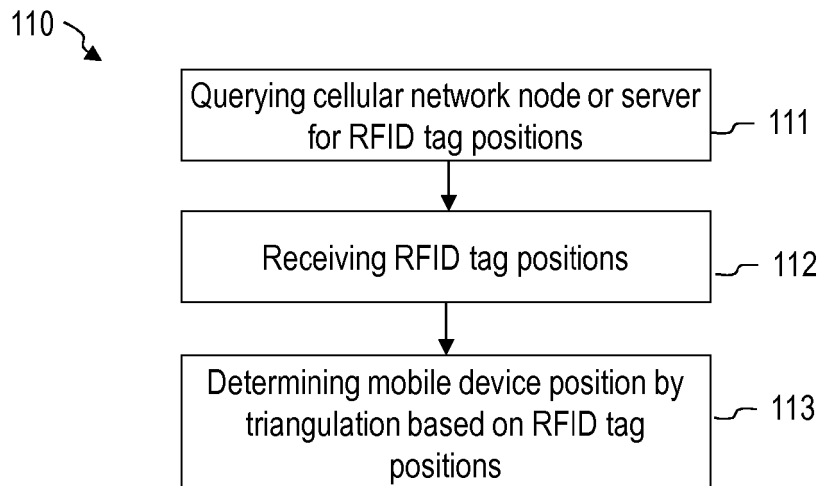 110
Querying cellular network node or server
for RFID tag positions
111
Receiving RFID tag positions
112
Determining mobile device position by
triangulation based on RFID tag
positions
113